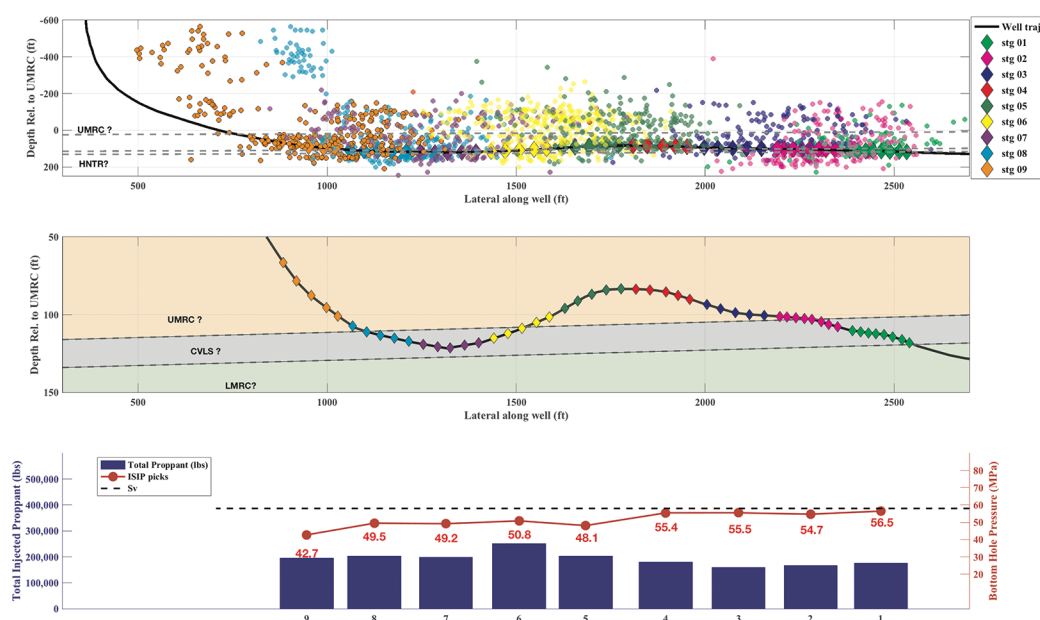 -600
-400
-200
0
200
Depth Rel. to UMRC (ft)
UMRC ?
HNTR?
500 1000 1500 2000 2500
Lateral along well (ft)
Well traj
stg 01
stg 02
stg 03
stg 04
stg 05
stg 06
stg 07
stg 08
stg 09
50
100
150
Depth Rel. to UMRC (ft)
UMRC ?
CVLS ?
LMRC?
500 1000 1500 2000 2500
Lateral along well (ft)
Total Injected Proppant (lbs)
500,000
400,000
300,000
200,000
100,000
0
Total Proppant (lbs)
ISIP picks
Sv
42.7 49.5 49.2 50.8 48.1 55.4 55.5 54.7 56.5
80
70
60
50
40
30
20
Bottom Hole Pressure (MPa)
9 8 7 6 5 4 3 2 1